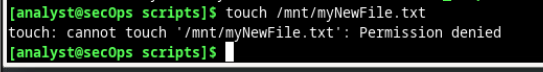 [analyst@secOps scripts]$ touch /mnt/myNewFile.txt
touch: cannot touch '/mnt/myNewFile.txt': Permission denied
[analyst@secOps scripts]$